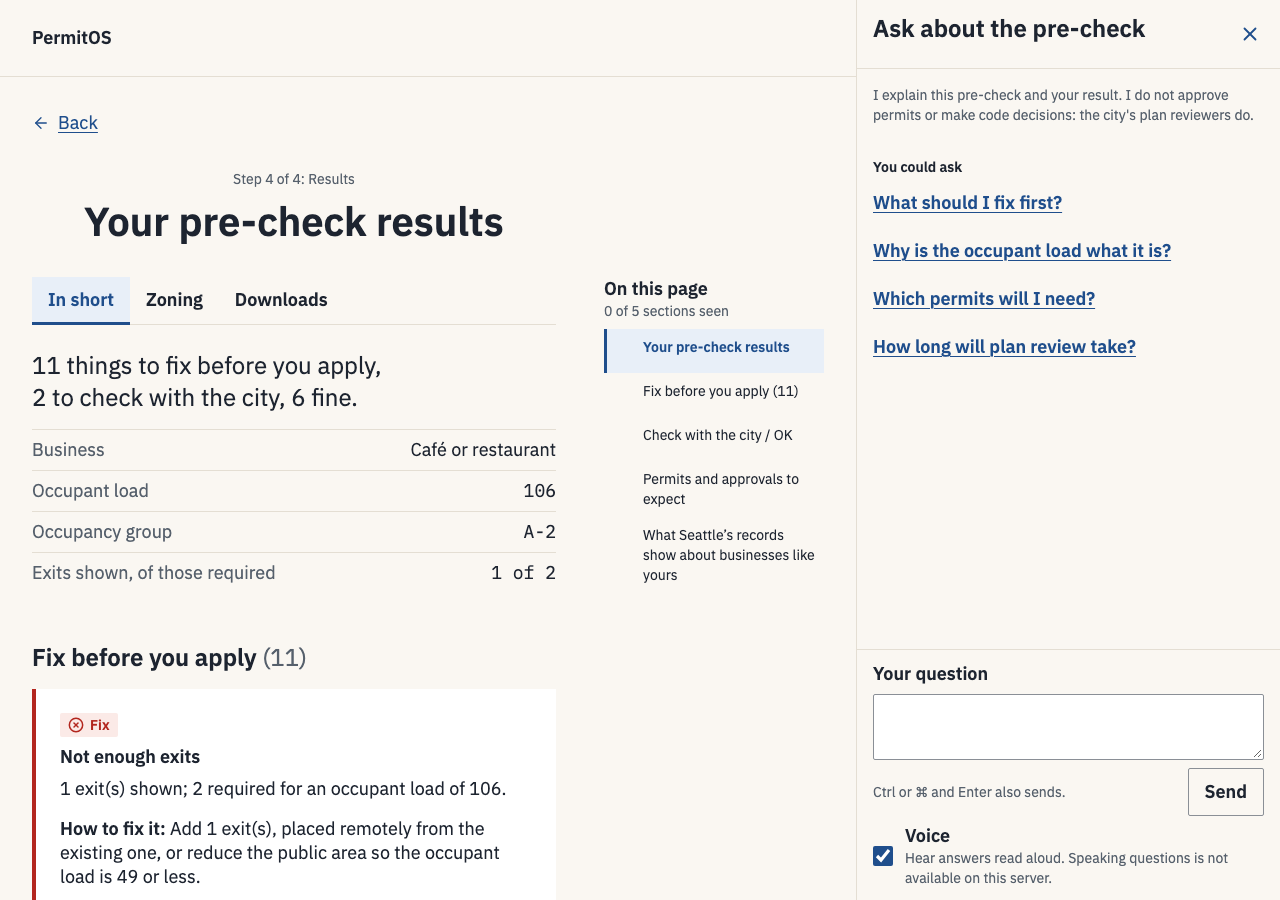 PermitOS
Back
Step 4 of 4: Results
Your pre-check results
In short
Zoning
Downloads
11 things to fix before you apply,
2 to check with the city, 6 fine.
Business
Café or restaurant
Occupant load
106
Occupancy group
A-2
Exits shown, of those required
1 of 2
Fix before you apply (11)
Fix
Not enough exits
1 exit(s) shown; 2 required for an occupant load of 106.
How to fix it: Add 1 exit(s), placed remotely from the
existing one, or reduce the public area so the occupant
load is 49 or less.
On this page
0 of 5 sections seen
Your pre-check results
Fix before you apply (11)
Check with the city / OK
Permits and approvals to
expect
What Seattle’s records
show about businesses like
yours
Ask about the pre-check
I explain this pre-check and your result. I do not approve
permits or make code decisions: the city's plan reviewers do.
You could ask
What should I fix first?
Why is the occupant load what it is?
Which permits will I need?
How long will plan review take?
Your question
Ctrl or ⌘ and Enter also sends.
Send
Voice
Hear answers read aloud. Speaking questions is not
available on this server.